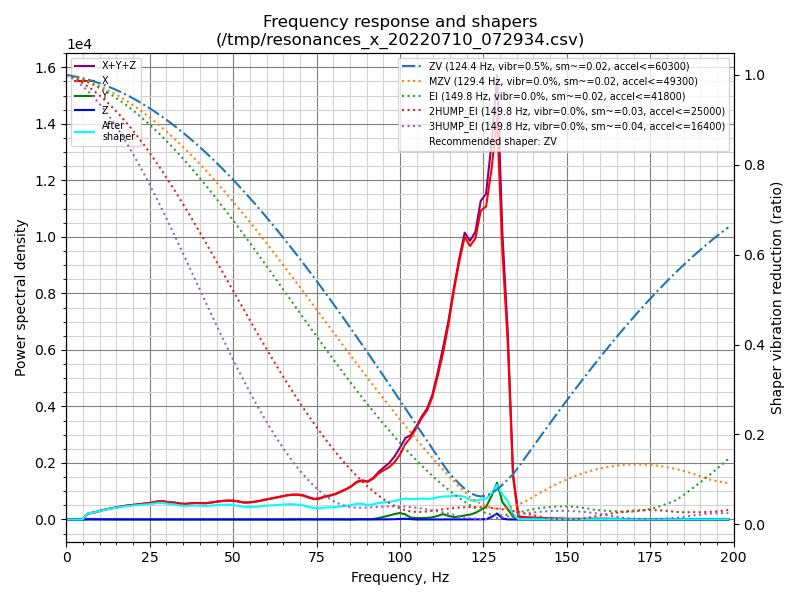 Frequency response and shapers
(/tmp/resonances_x_20220710_072934.csv)
1e4
X+Y+Z
X
Y
Z
After
shaper
ZV (124.4 Hz, vibr=0.5%, sm~=0.02, accel<=60300)
MZV (129.4 Hz, vibr=0.0%, sm~=0.02, accel<=49300)
EI (149.8 Hz, vibr=0.0%, sm~=0.02, accel<=41800)
2HUMP_EI (149.8 Hz, vibr=0.0%, sm~=0.03, accel<=25000)
3HUMP_EI (149.8 Hz, vibr=0.0%, sm~=0.04, accel<=16400)
Recommended shaper: ZV
Power spectral density
1.6
1.4
1.2
1.0
0.8
0.6
0.4
0.2
0.0
1.0
0.8
0.6
0.4
0.2
0.0
Shaper vibration reduction (ratio)
0 25 50 75 100 125 150 175 200
Frequency, Hz